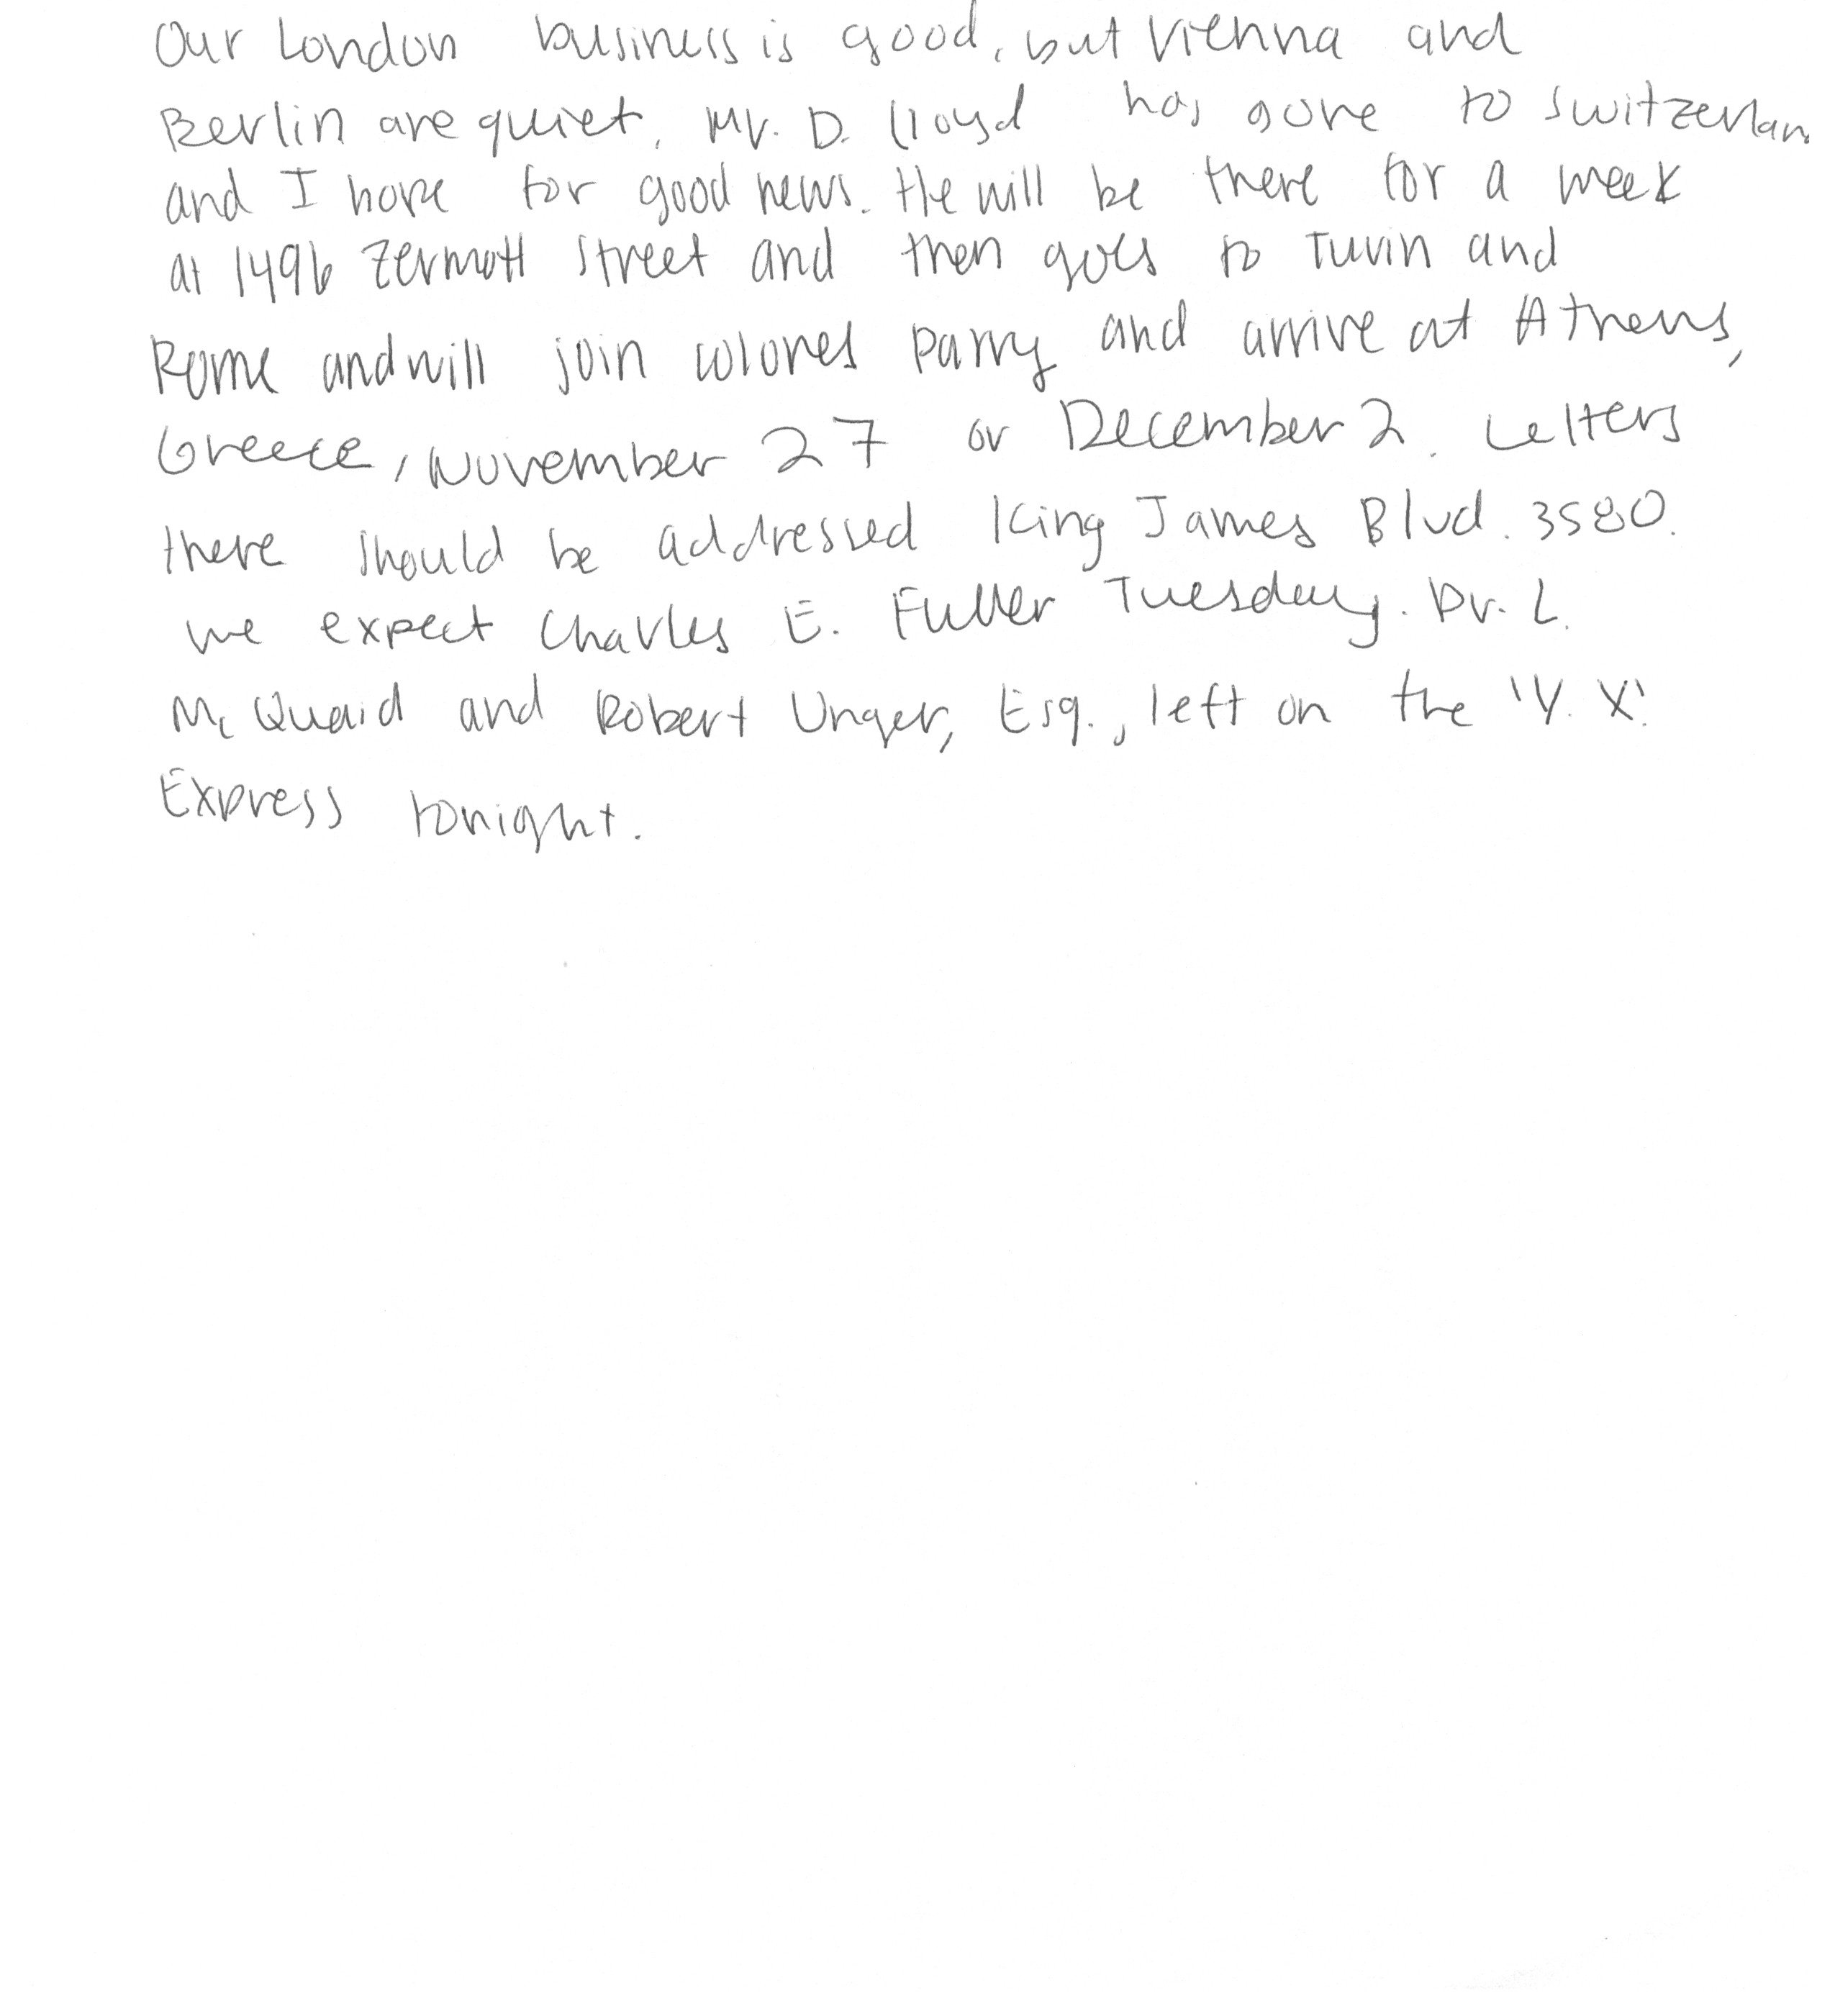 Our London business is good, but Vienna and
Berlin are quiet. Mr. D. Lloyd has gone to Switzerlan
and I hope for good news. He will be there for a week
at 1496 Zermott Street and then goes to Turin and
Rome and will join Colonel Parry and arrive at Athens,
Greece, November 27 or December 2. Letters
there should be addressed King James Blvd. 3580.
We expect Charles E. Fuller Tuesday. Dr. L.
McQuaid and Robert Unger, Esq., left on the 'Y. X.'
Express tonight.